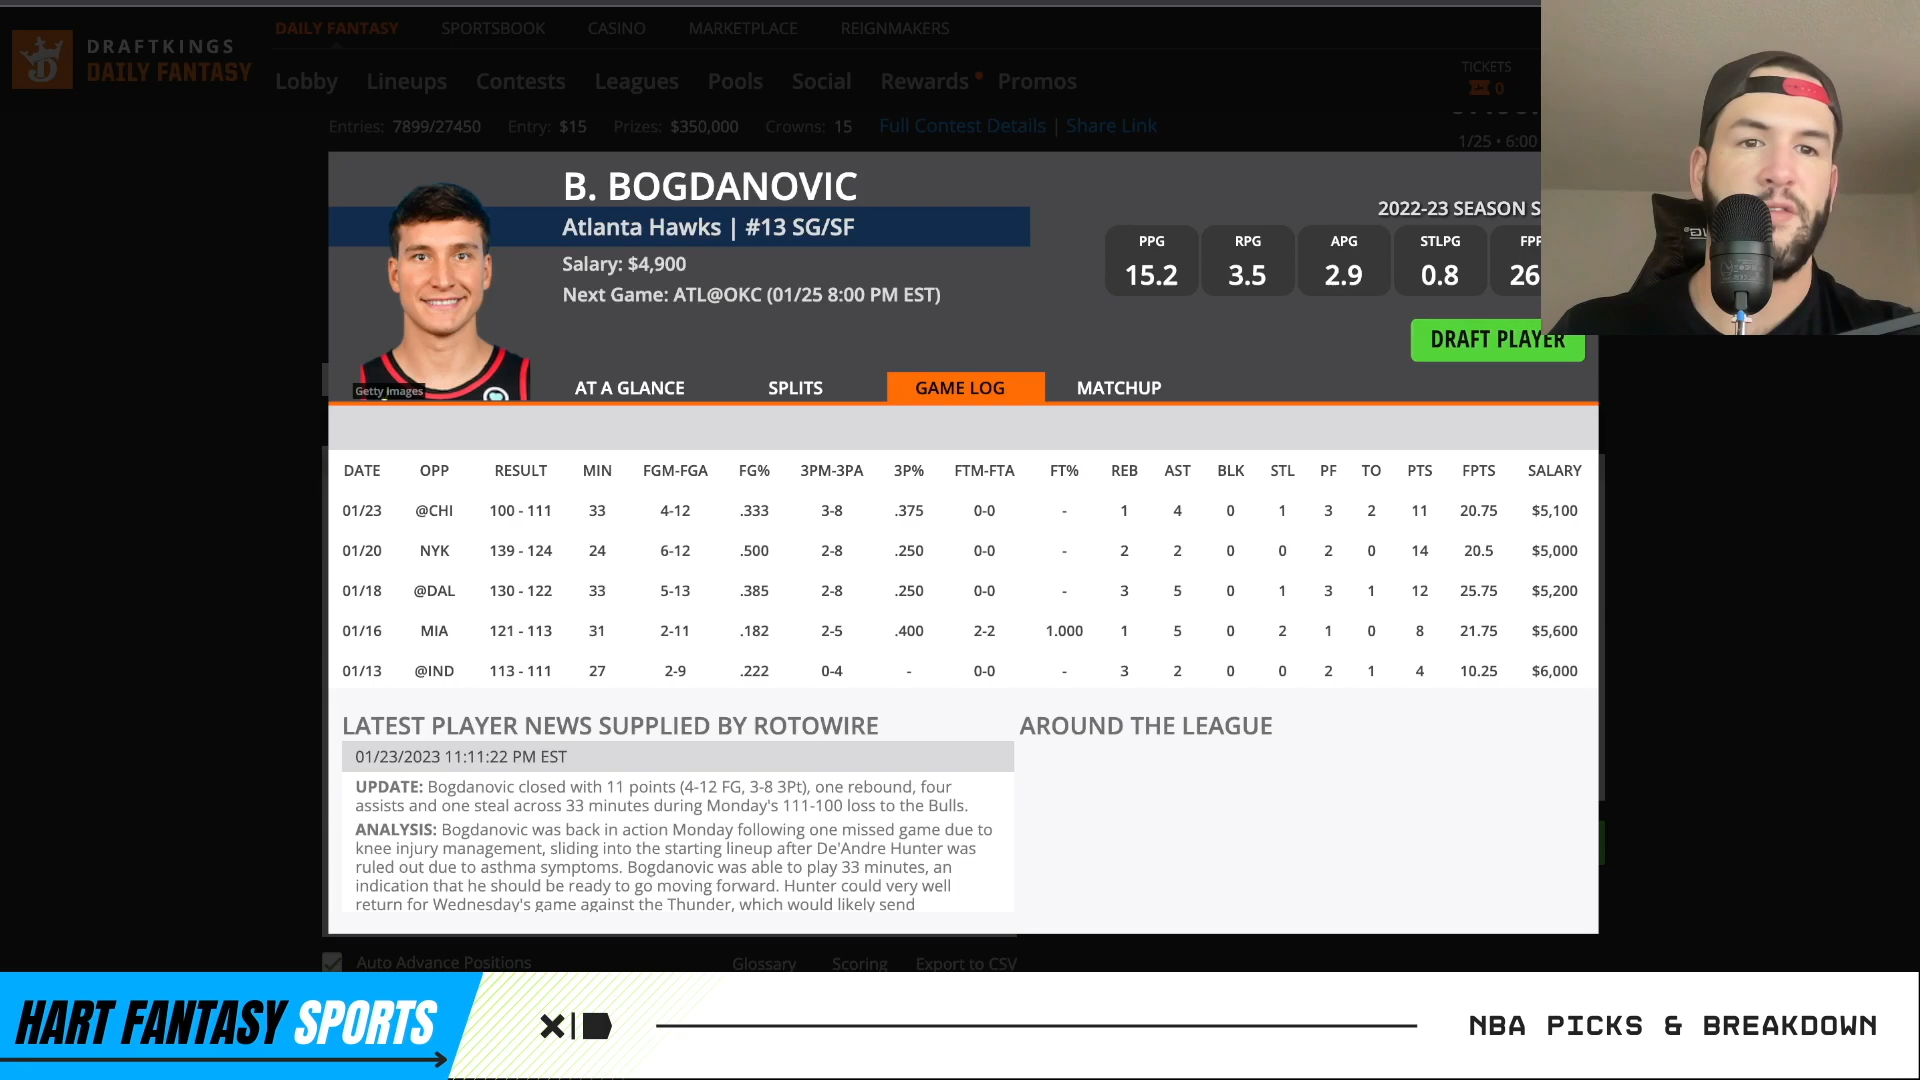 DAILY FANTASY SPORTSBOOK CASINO MARKETPLACE REIGNMAKERS
DRAFTKINGS
DAILY FANTASY
Lobby Lineups Contests Leagues Pools Social Rewards Promos
TICKETS
0
Entries: 7899/27450 Entry: $15 Prizes: $350,000 Crowns: 15 Full Contest Details | Share Link
1/25 • 6:00
B. BOGDANOVIC
Atlanta Hawks | #13 SG/SF
Salary: $4,900
Next Game: ATL@OKC (01/25 8:00 PM EST)
2022-23 SEASON S
PPG RPG APG STLPG FPP
15.2 3.5 2.9 0.8 26
DRAFT PLAYER
Getty Images
AT A GLANCE SPLITS GAME LOG MATCHUP
DATE OPP RESULT MIN FGM-FGA FG% 3PM-3PA 3P% FTM-FTA FT% REB AST BLK STL PF TO PTS FPTS SALARY
01/23 @CHI 100 - 111 33 4-12 .333 3-8 .375 0-0 - 1 4 0 1 3 2 11 20.75 $5,100
01/20 NYK 139 - 124 24 6-12 .500 2-8 .250 0-0 - 2 2 0 0 2 0 14 20.5 $5,000
01/18 @DAL 130 - 122 33 5-13 .385 2-8 .250 0-0 - 3 5 0 1 3 1 12 25.75 $5,200
01/16 MIA 121 - 113 31 2-11 .182 2-5 .400 2-2 1.000 1 5 0 2 1 0 8 21.75 $5,600
01/13 @IND 113 - 111 27 2-9 .222 0-4 - 0-0 - 3 2 0 0 2 1 4 10.25 $6,000
LATEST PLAYER NEWS SUPPLIED BY ROTOWIRE
AROUND THE LEAGUE
01/23/2023 11:11:22 PM EST
UPDATE: Bogdanovic closed with 11 points (4-12 FG, 3-8 3Pt), one rebound, four
assists and one steal across 33 minutes during Monday's 111-100 loss to the Bulls.
ANALYSIS: Bogdanovic was back in action Monday following one missed game due to
knee injury management, sliding into the starting lineup after De'Andre Hunter was
ruled out due to asthma symptoms. Bogdanovic was able to play 33 minutes, an
indication that he should be ready to go moving forward. Hunter could very well
return for Wednesday's game against the Thunder, which would likely send
Auto Advance Positions Glossary Scoring Export to CSV
HART FANTASY SPORTS
NBA PICKS & BREAKDOWN